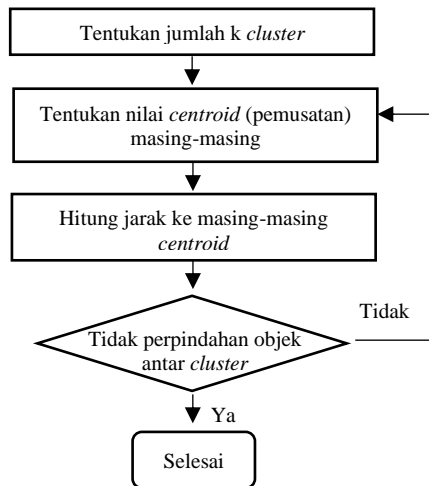 Tentukan jumlah k cluster
Tentukan nilai centroid (pemusatan)
masing-masing
Hitung jarak ke masing-masing
centroid
Tidak perpindahan objek
antar cluster
Tidak
Ya
Selesai